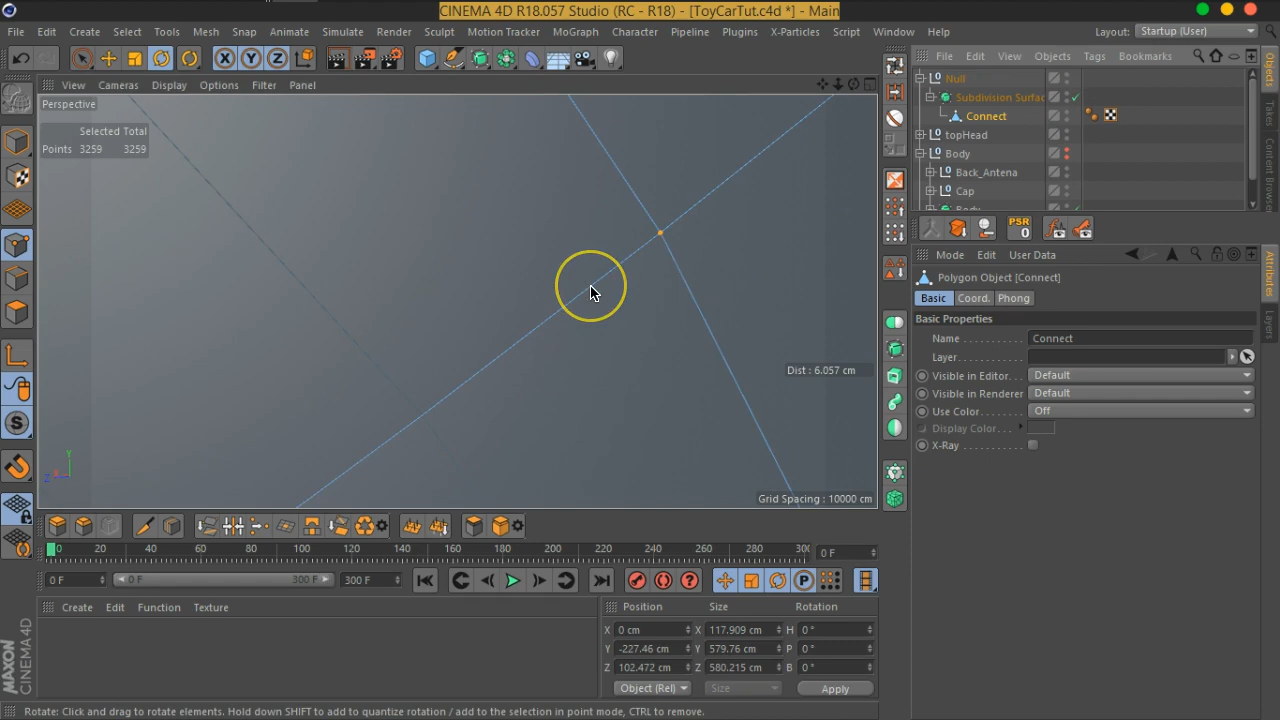 CINEMA 4D R18.057 Studio (RC - R18) - [ToyCarTut.c4d *] - Main
File Edit Create Select Tools Mesh Snap Animate Simulate Render Sculpt Motion Tracker MoGraph Character Pipeline Plugins X-Particles Script Window Help Layout: Startup (User)
X Y Z
File Edit View Objects Tags Bookmarks
View Cameras Display Options Filter Panel
Perspective
Selected Total
Points 3259 3259
Null
Subdivision Surfac
Connect
topHead
Body
Back_Antena
Cap
Body
Objects
Takes
Content Browser
PSR
0
Mode Edit User Data
Polygon Object [Connect]
Basic Coord. Phong
Basic Properties
Name Connect
Layer
Visible in Editor Default
Visible in Renderer Default
Use Color Off
Display Color
X-Ray
Attributes
Layers
Dist : 6.057 cm
Y
Z
Grid Spacing : 10000 cm
S
0 20 40 60 80 100 120 140 160 180 200 220 240 260 280 30 0 F
0 F 0 F 300 F 300 F
P
Create Edit Function Texture
Position Size Rotation
X 0 cm X 117.909 cm H 0 °
Y -227.46 cm Y 579.76 cm P 0 °
Z 102.472 cm Z 580.215 cm B 0 °
Object (Rel) Size Apply
MAXON
CINEMA 4D
Rotate: Click and drag to rotate elements. Hold down SHIFT to add to quantize rotation / add to the selection in point mode, CTRL to remove.